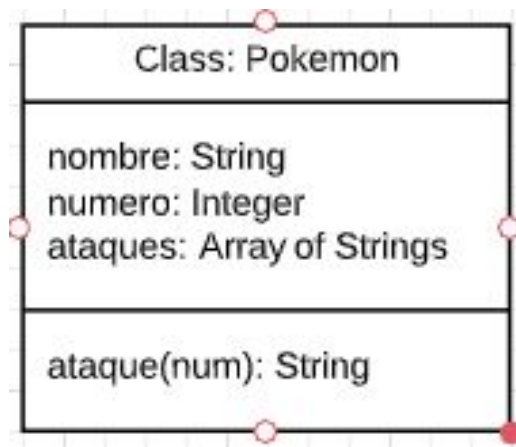 Class: Pokemon
nombre: String
numero: Integer
ataques: Array of Strings
ataque(num): String